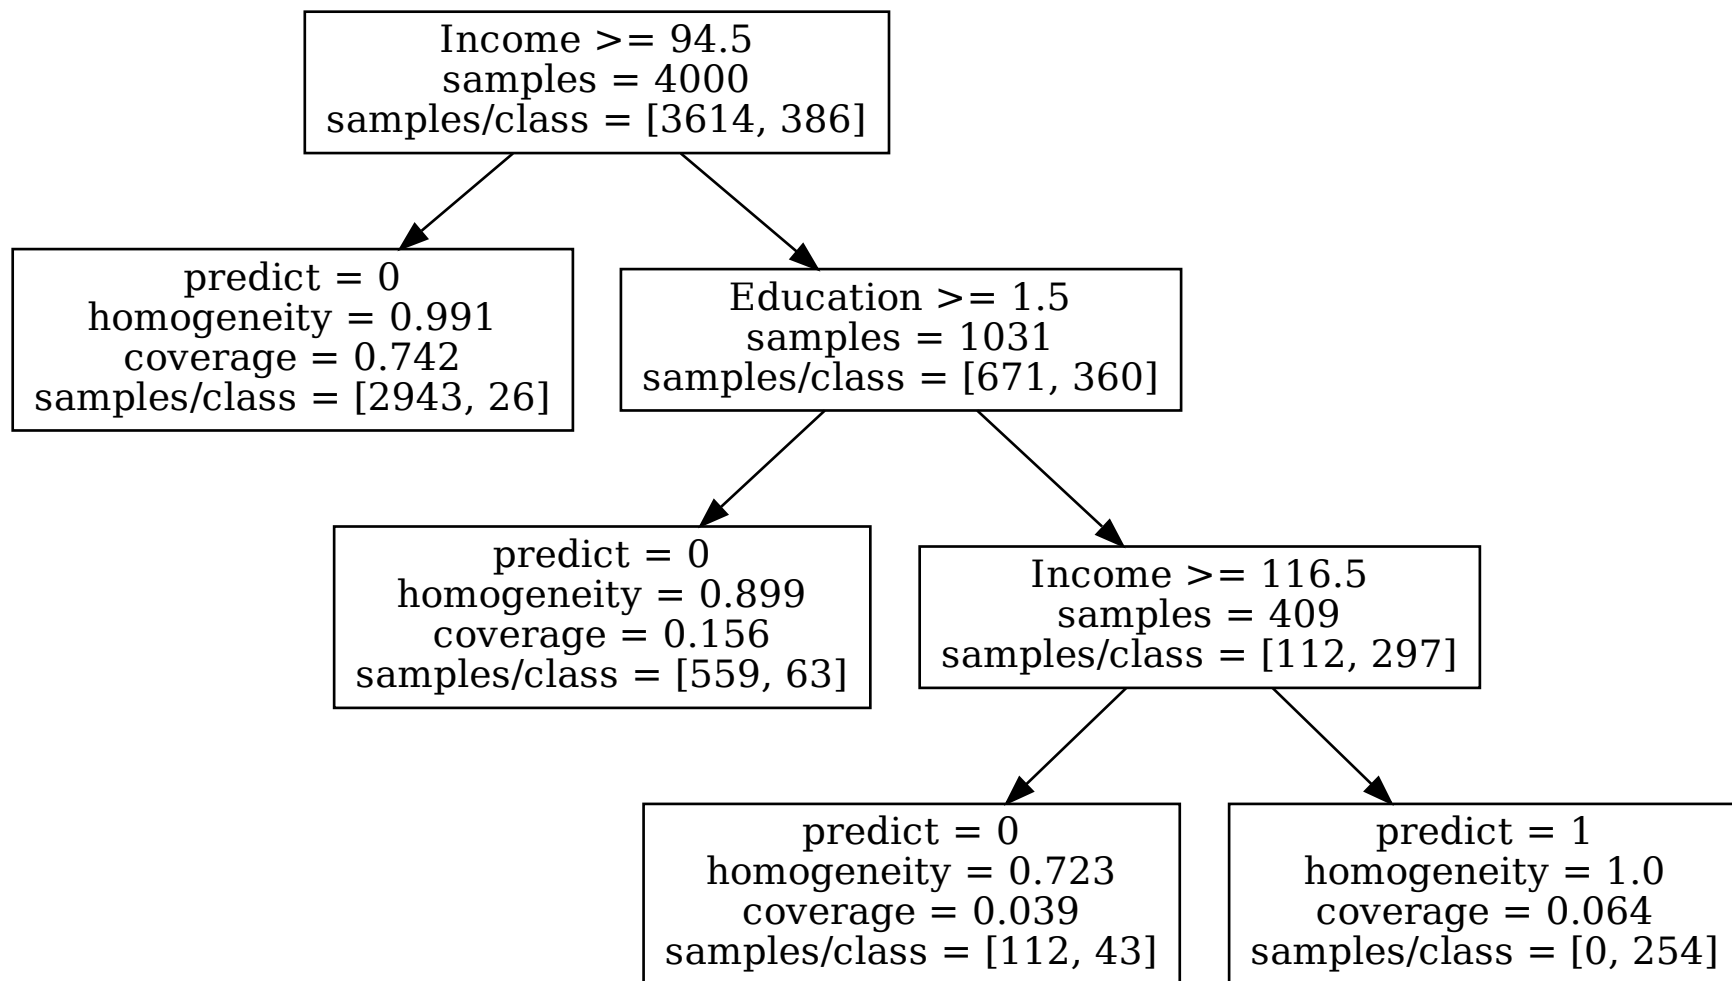 Income >= 94.5
samples = 4000
samples/class = [3614, 386]
predict = 0
homogeneity = 0.991
coverage = 0.742
samples/class = [2943, 26]
Education >= 1.5
samples = 1031
samples/class = [671, 360]
predict = 0
homogeneity = 0.899
coverage = 0.156
samples/class = [559, 63]
Income >= 116.5
samples = 409
samples/class = [112, 297]
predict = 0
homogeneity = 0.723
coverage = 0.039
samples/class = [112, 43]
predict = 1
homogeneity = 1.0
coverage = 0.064
samples/class = [0, 254]